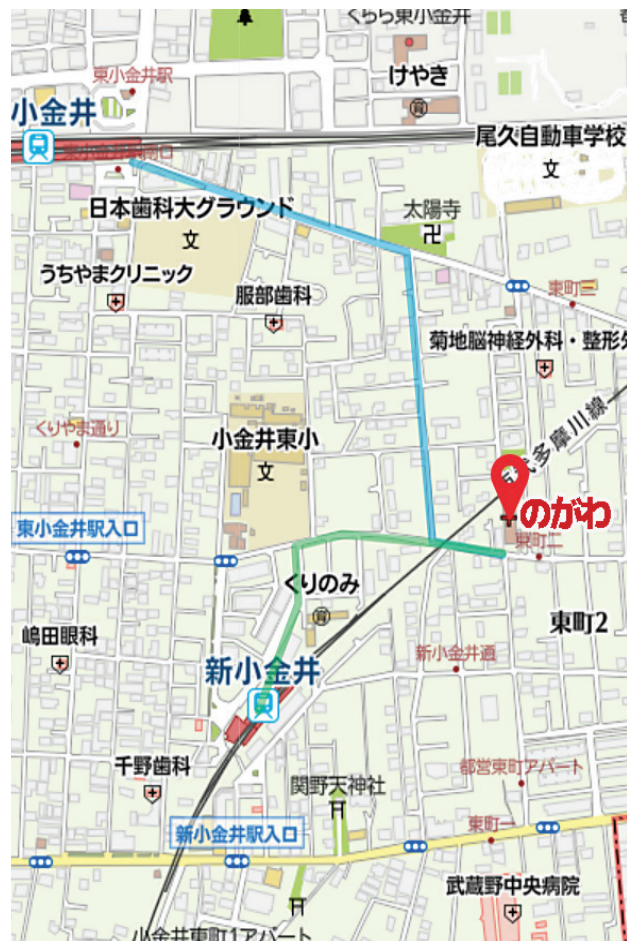 くらら東小金井
東小金井駅
けやき
小金井
尾久自動車学校
日本歯科大グラウンド
太陽寺
うちやまクリニック
東町三
服部歯科
菊地脳神経外科・整形外
くりやま通り
小金井東小
多摩川線
のがわ
東小金井駅入口
東町二
くりのみ
嶋田眼科
東町2
新小金井
新小金井通
千野歯科
関野天神社
都営東町アパート
新小金井駅入口
東町一
武蔵野中央病院
小金井東町1アパート